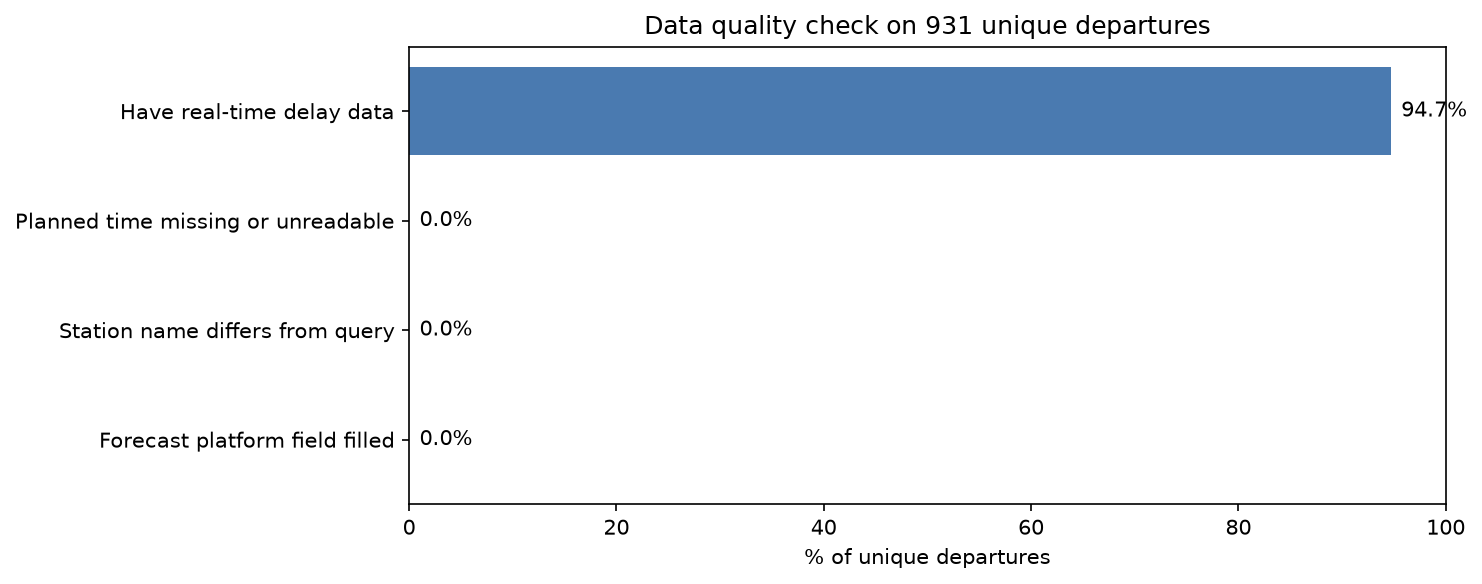 Data quality check on 931 unique departures
Have real-time delay data
94.7%
Planned time missing or unreadable
0.0%
Station name differs from query
0.0%
Forecast platform field filled
0.0%
0 20 40 60 80 100
% of unique departures